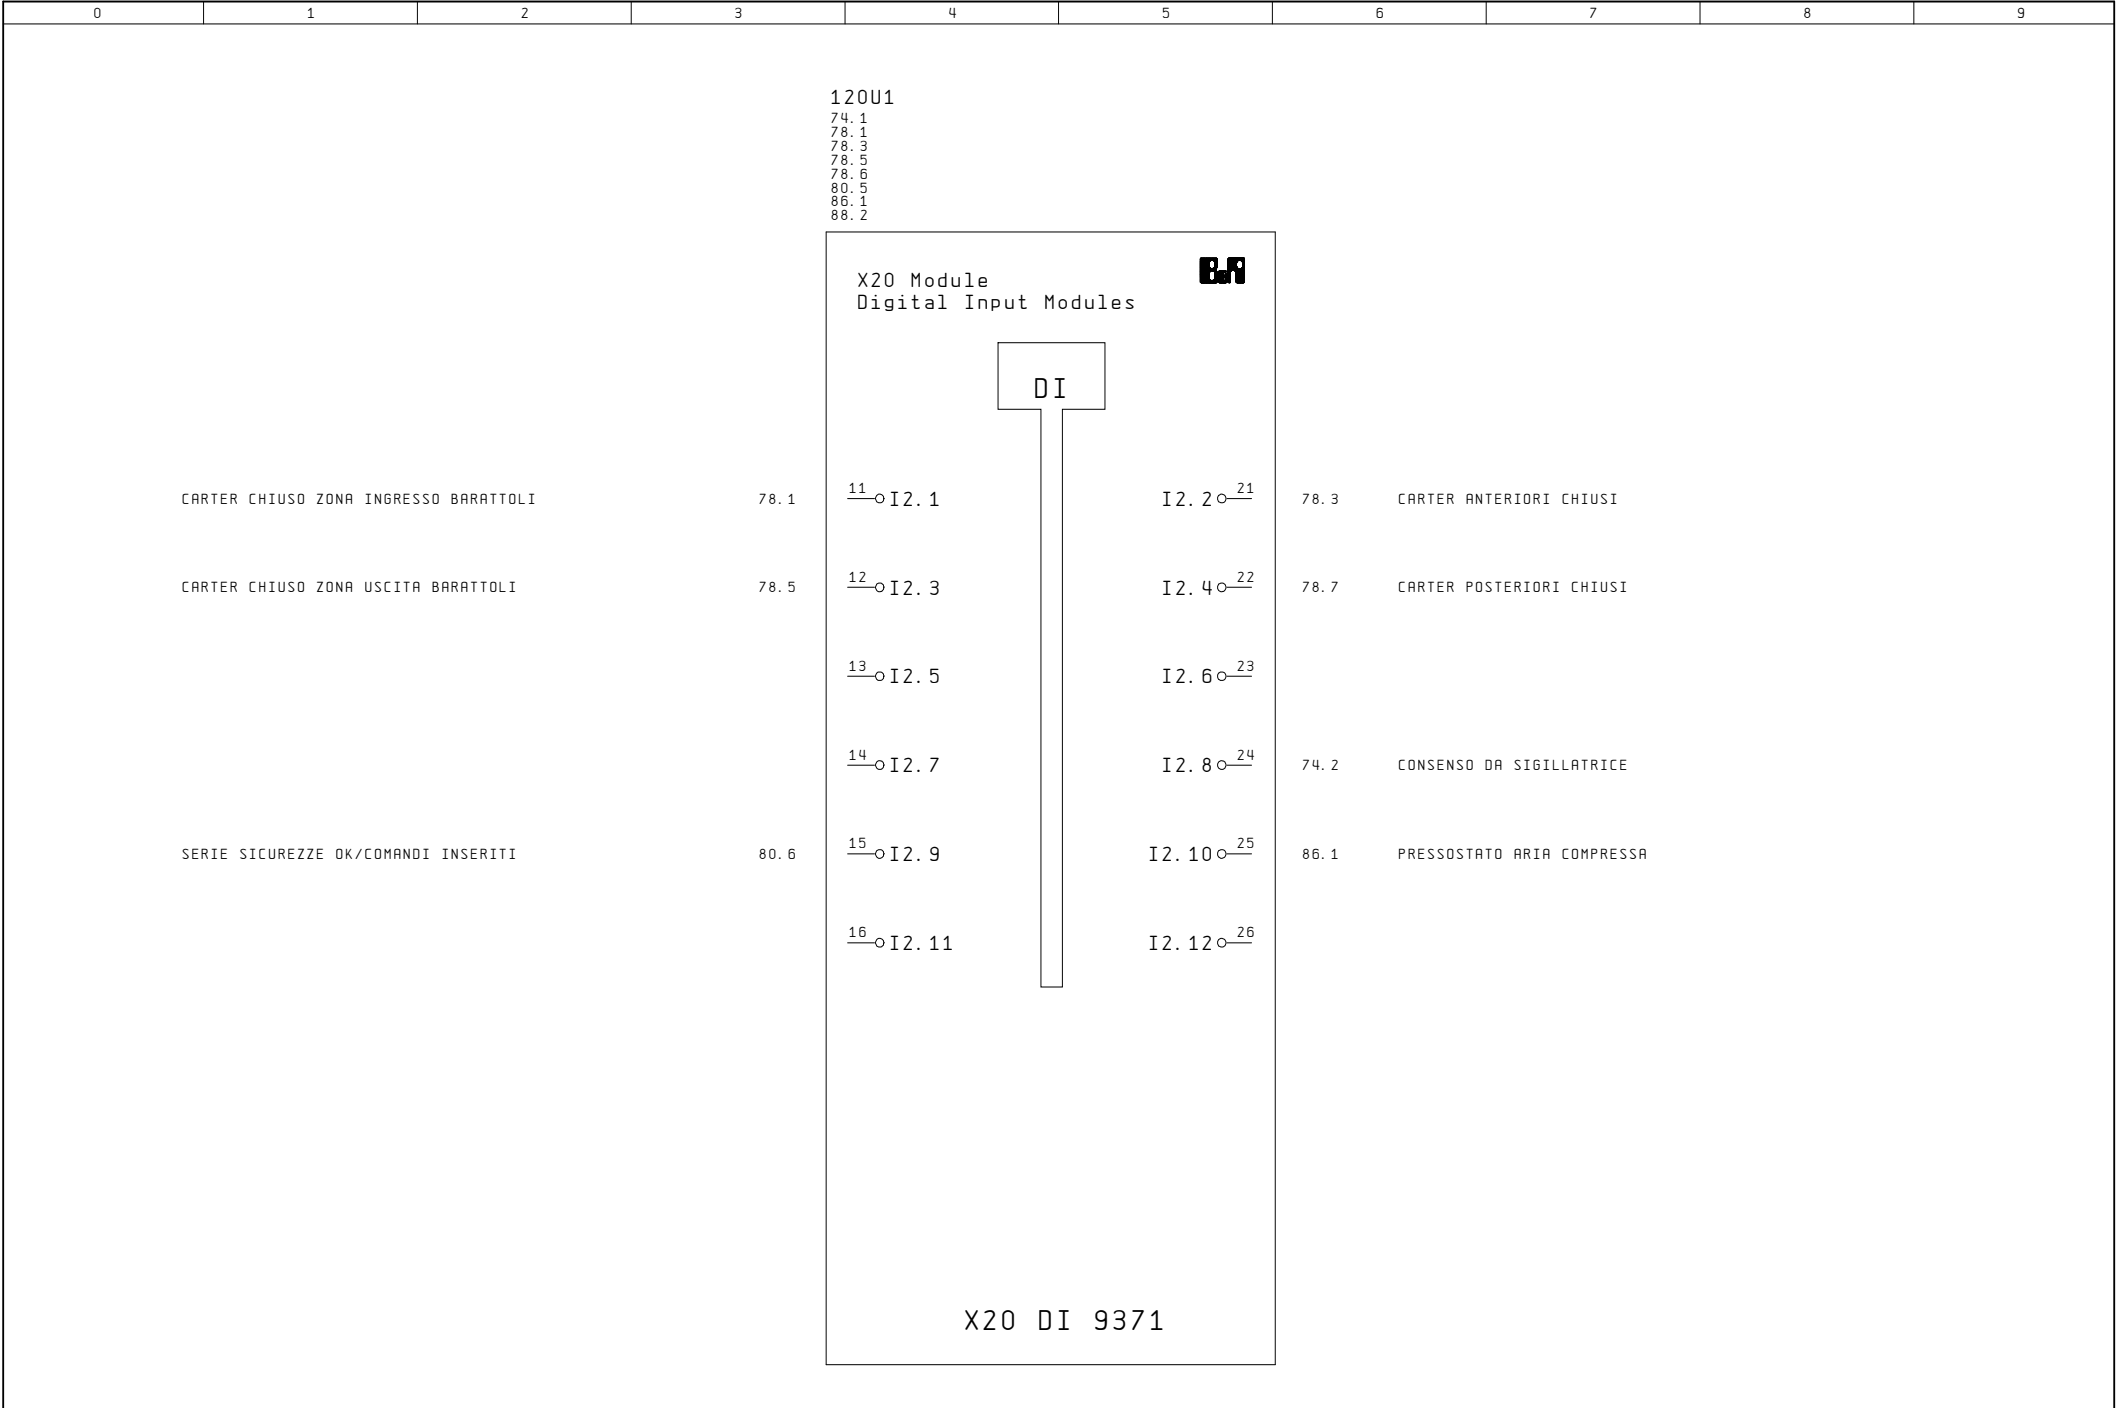 0 1 2 3 4 5 6 7 8 9
120U1
74.1
78.1
78.3
78.5
78.6
80.5
86.1
88.2
B&R
X20 Module
Digital Input Modules
DI
CARTER CHIUSO ZONA INGRESSO BARATTOLI 78.1 11 I2.1 I2.2 21 78.3 CARTER ANTERIORI CHIUSI
CARTER CHIUSO ZONA USCITA BARATTOLI 78.5 12 I2.3 I2.4 22 78.7 CARTER POSTERIORI CHIUSI
13 I2.5 I2.6 23
14 I2.7 I2.8 24 74.2 CONSENSO DA SIGILLATRICE
SERIE SICUREZZE OK/COMANDI INSERITI 80.6 15 I2.9 I2.10 25 86.1 PRESSOSTATO ARIA COMPRESSA
16 I2.11 I2.12 26
X20 DI 9371